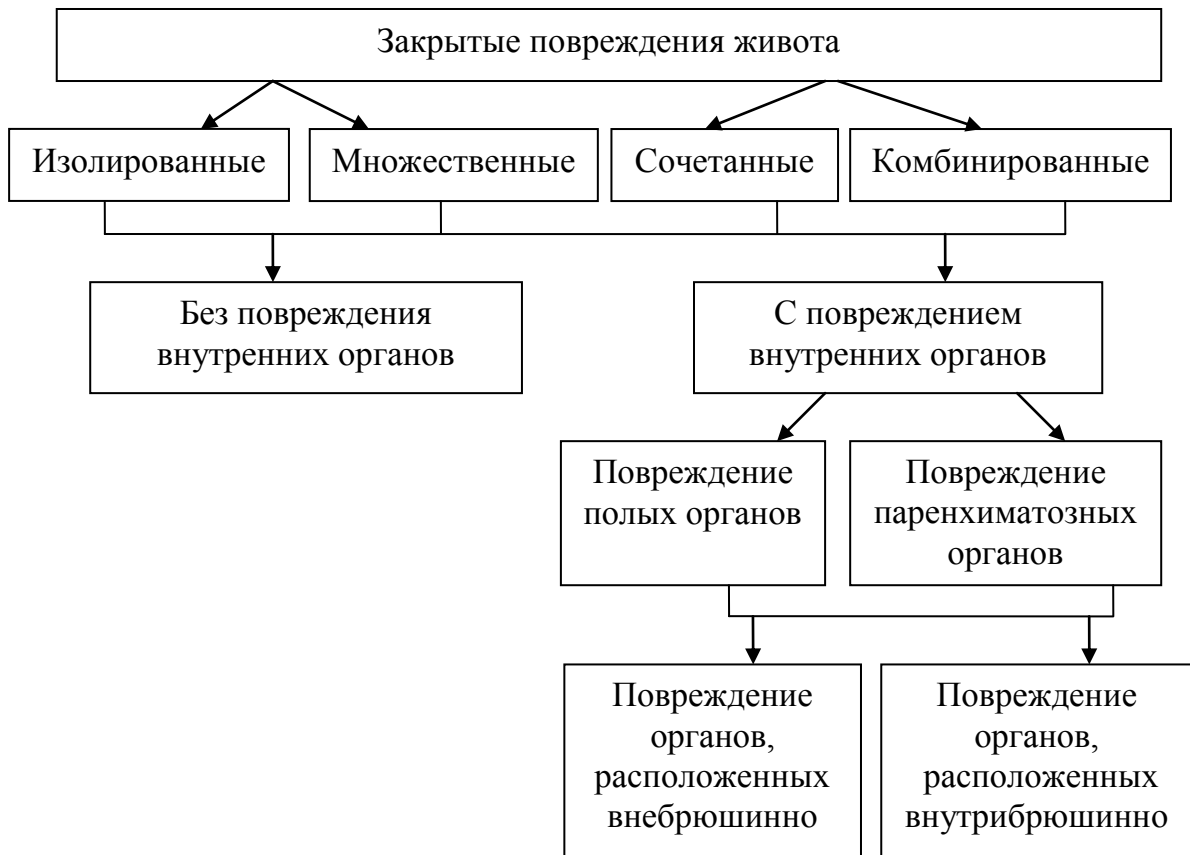 Закрытые повреждения живота
Изолированные
Множественные
Сочетанные
Комбинированные
Без повреждения
внутренних органов
С повреждением
внутренних органов
Повреждение
полых органов
Повреждение
паренхиматозных
органов
Повреждение
органов,
расположенных
внебрюшинно
Повреждение
органов,
расположенных
внутрибрюшинно